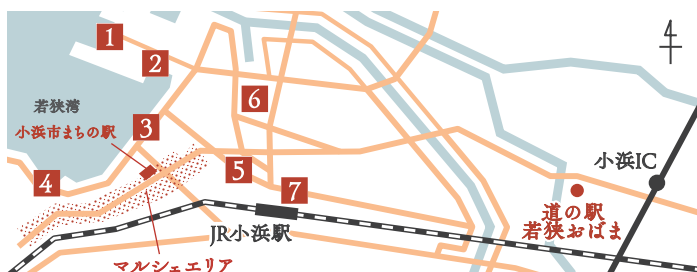 1
2
若狭湾
6
小浜市まちの駅
3
小浜IC
4
5
7
道の駅
若狭おばま
JR小浜駅
マルシェエリア